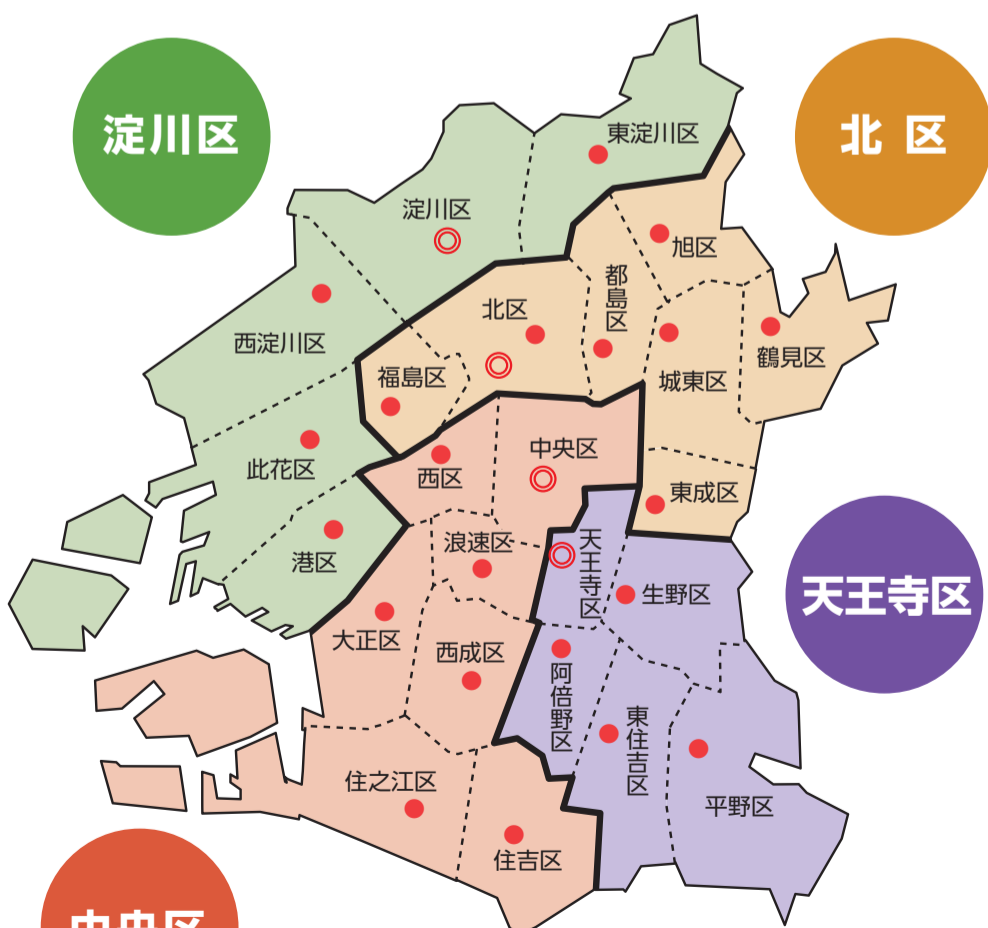 淀川区
北 区
東淀川区
淀川区
旭区
都島区
北区
西淀川区
鶴見区
福島区
城東区
中央区
此花区
西区
東成区
浪速区
天王寺区
港区
天王寺区
生野区
大正区
西成区
阿倍野区
東住吉区
住之江区
平野区
住吉区
中央区